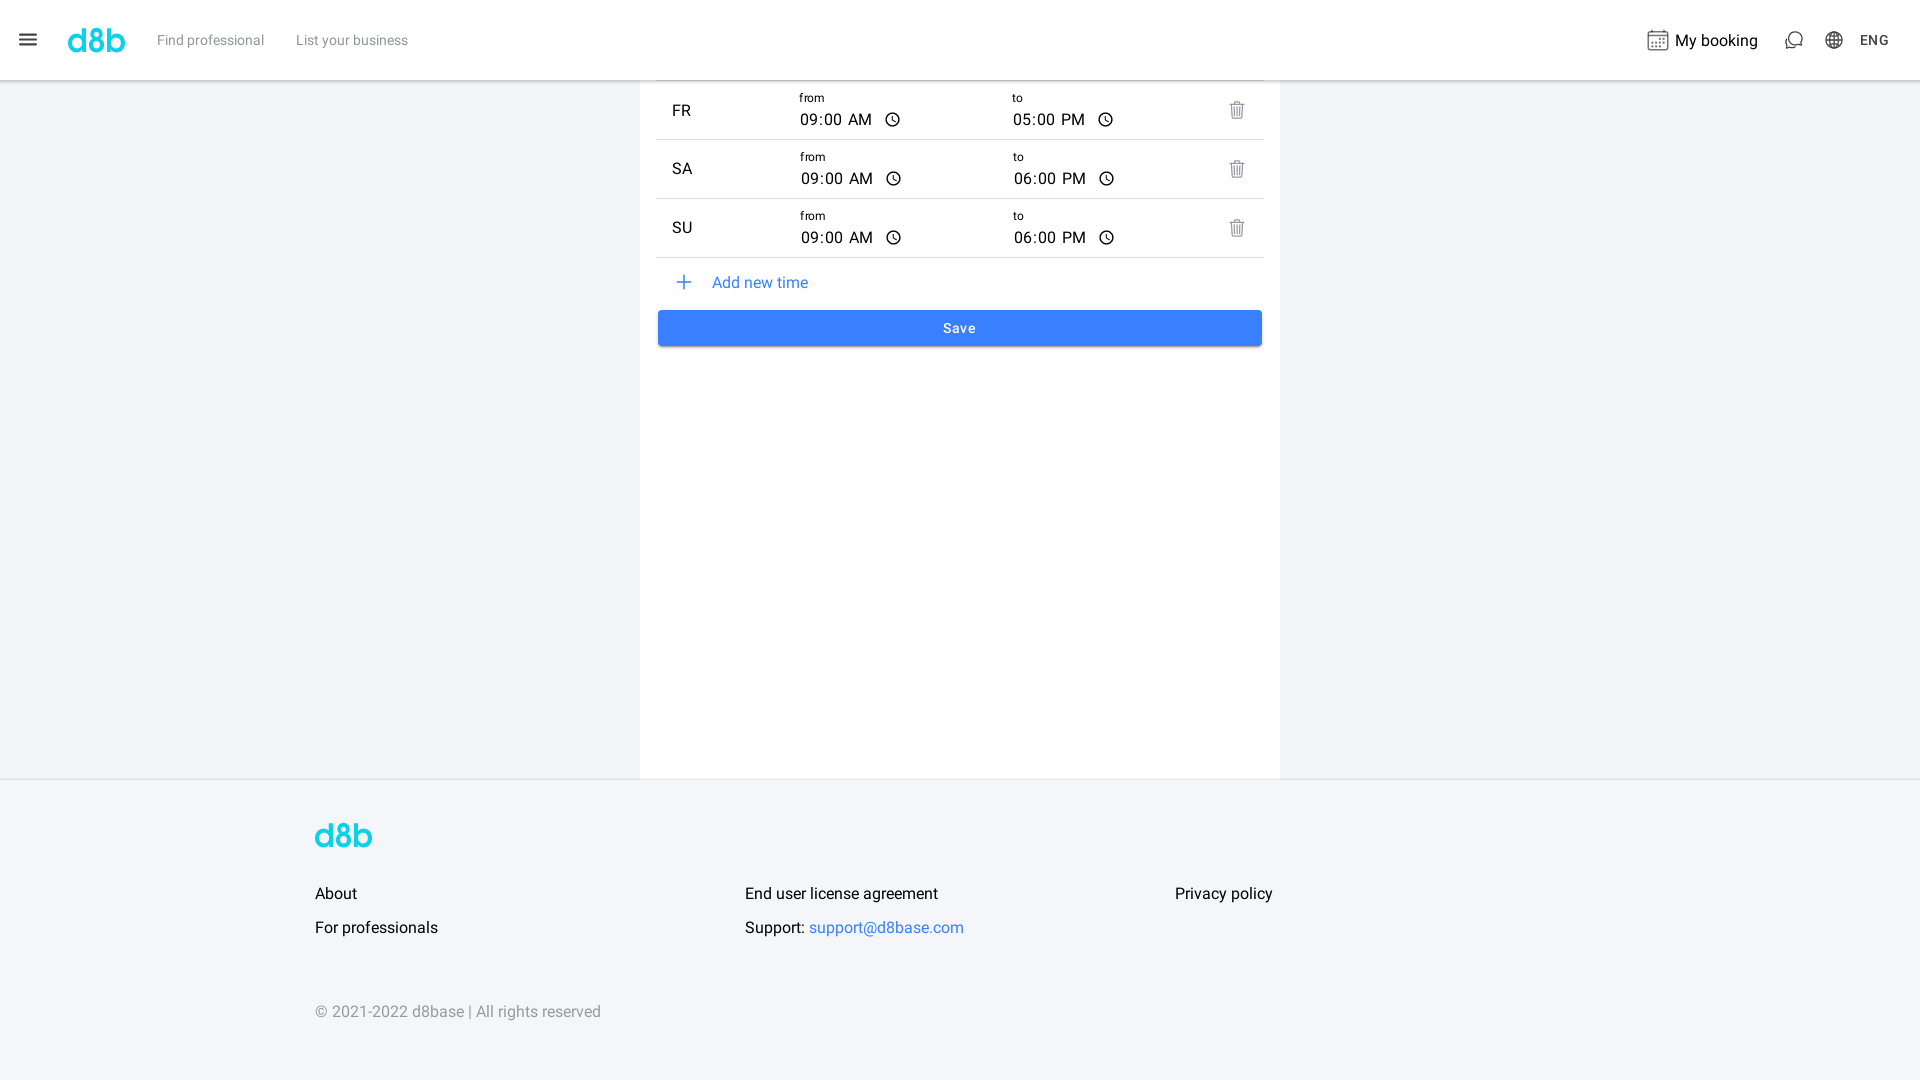 d8b
Find professional
List your business
My booking
ENG
from
to
FR
09:00 AM
05:00 PM
from
to
SA
09:00 AM
06:00 PM
from
to
SU
09:00 AM
06:00 PM
Add new time
Save
d8b
About
End user license agreement
Privacy policy
For professionals
Support: support@d8base.com
© 2021-2022 d8base | All rights reserved